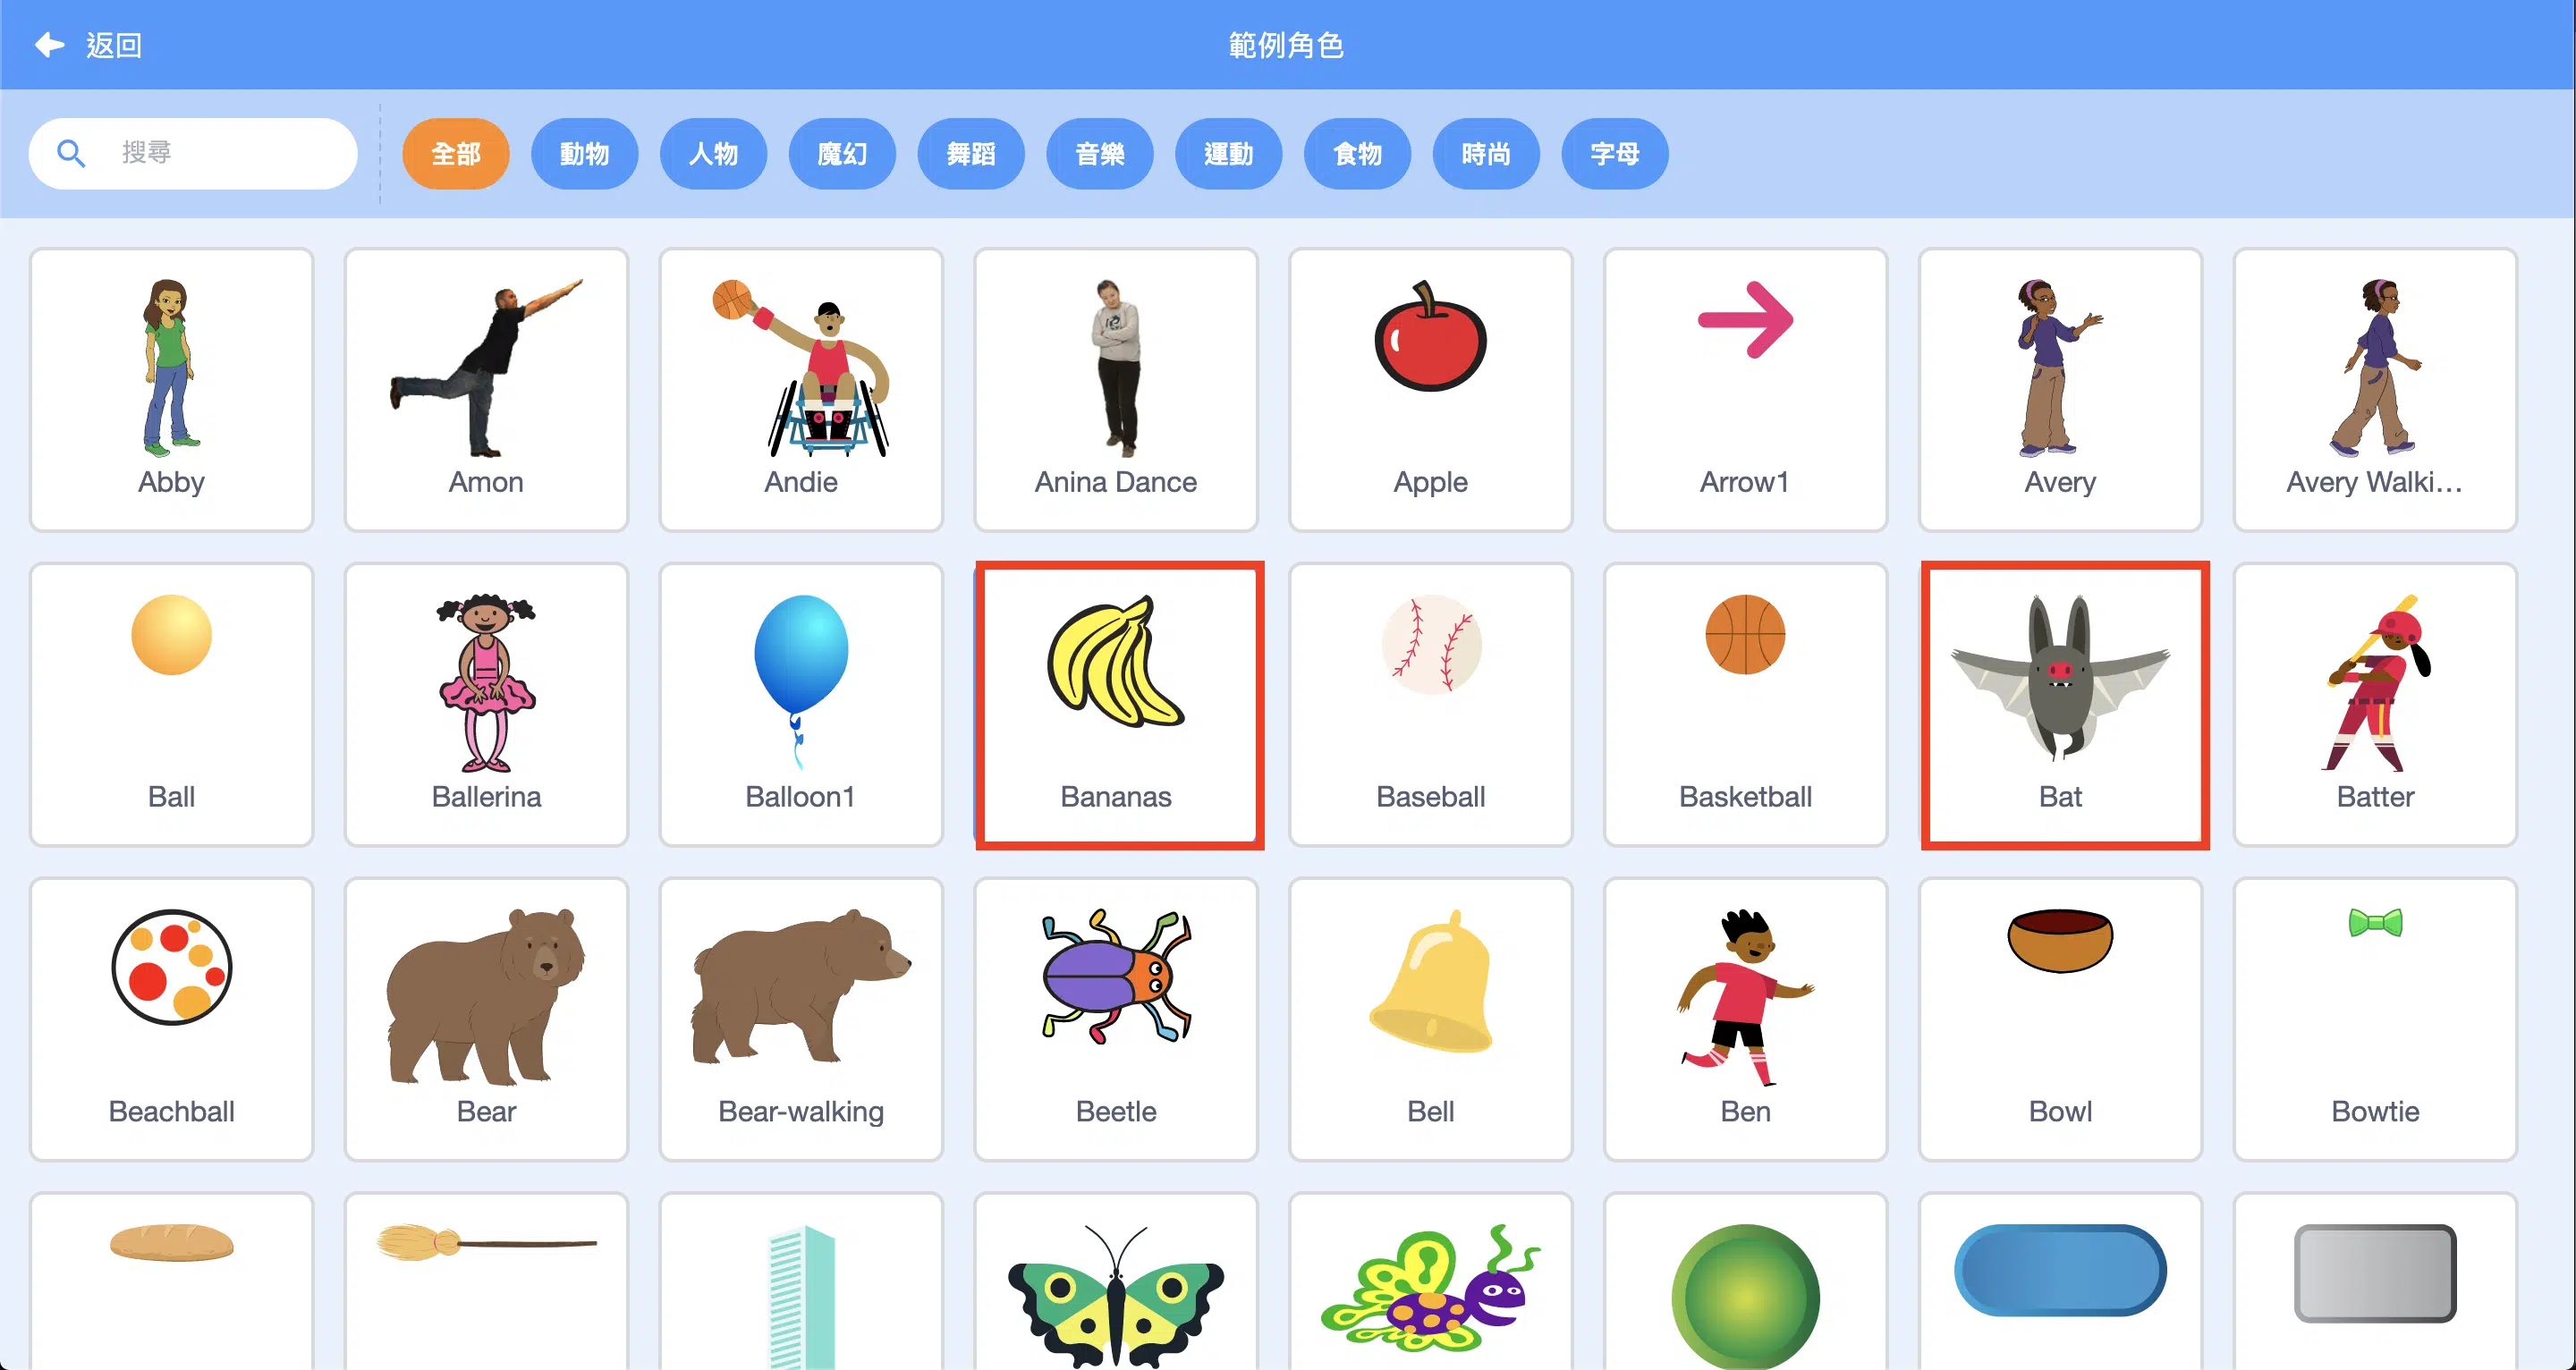 返回
範例角色
搜尋
全部 動物 人物 魔幻 舞蹈 音樂 運動 食物 時尚 字母
Abby Amon Andie Anina Dance Apple Arrow1 Avery Avery Walki...
Ball Ballerina Balloon1 Bananas Baseball Basketball Bat Batter
Beachball Bear Bear-walking Beetle Bell Ben Bowl Bowtie